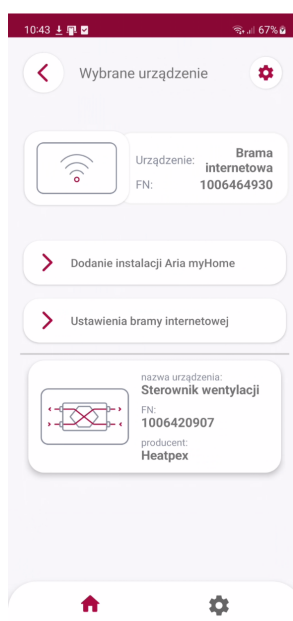 10:43 67%
Wybrane urządzenie
Urządzenie: Brama
internetowa
FN: 1006464930
Dodanie instalacji Aria myHome
Ustawienia bramy internetowej
nazwa urządzenia:
Sterownik wentylacji
FN:
1006420907
producent:
Heatpex